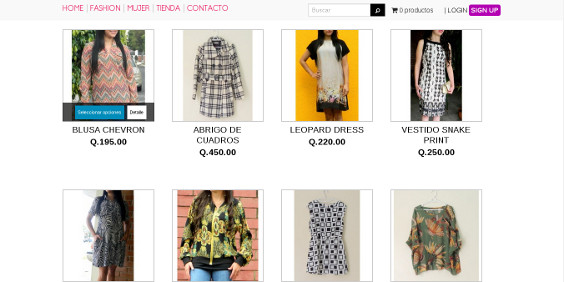 HOME | FASHION | MUJER | TIENDA | CONTACTO
Buscar
0 productos
| LOGIN SIGN UP
Seleccionar opciones
Detalle
BLUSA CHEVRON
Q.195.00
ABRIGO DE
CUADROS
Q.450.00
LEOPARD DRESS
Q.220.00
VESTIDO SNAKE
PRINT
Q.250.00